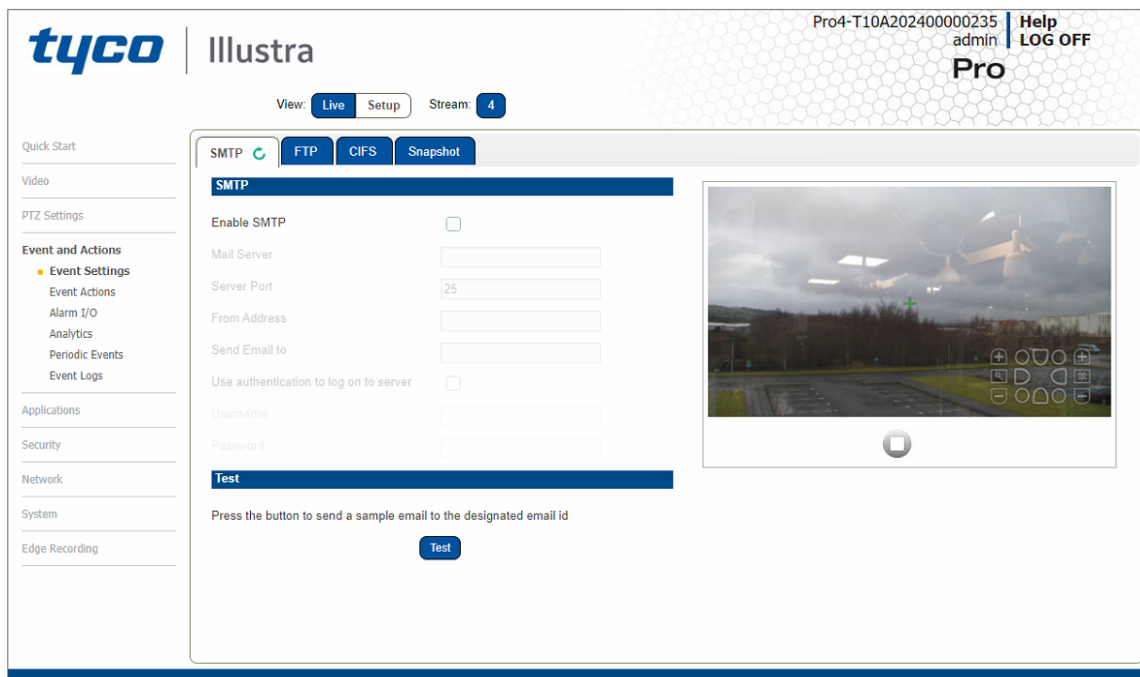 tyco
Illustra
Pro4-T10A202400000235
Help
admin
LOG OFF
Pro
View:
Live
Setup
Stream:
4
Quick Start
Video
PTZ Settings
Event and Actions
Event Settings
Event Actions
Alarm I/O
Analytics
Periodic Events
Event Logs
Applications
Security
Network
System
Edge Recording
SMTP
FTP
CIFS
Snapshot
SMTP
Enable SMTP
Mail Server
Server Port
25
From Address
Send Email to
Use authentication to log on to server
Username
Password
Test
Press the button to send a sample email to the designated email id
Test